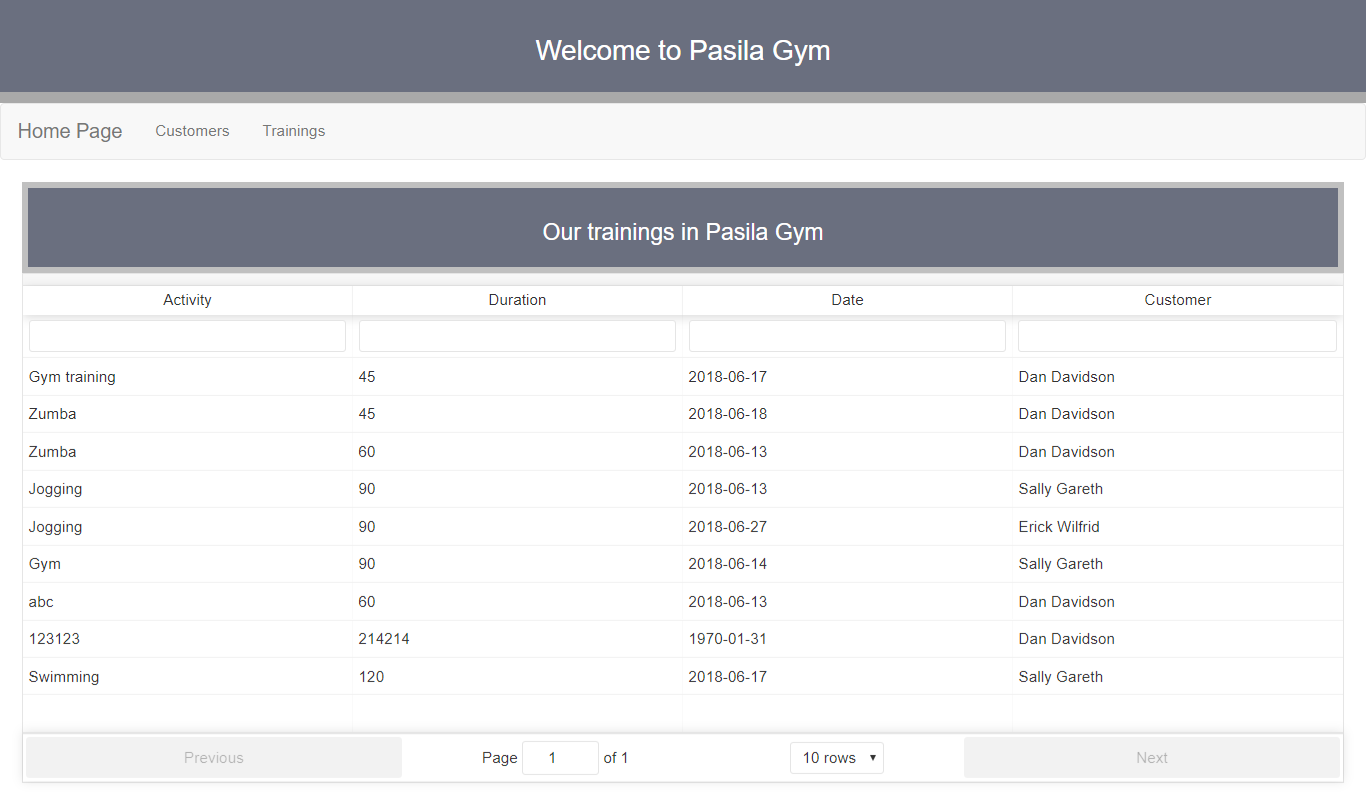 Welcome to Pasila Gym
Home Page Customers Trainings
Our trainings in Pasila Gym
Activity Duration Date Customer
Gym training 45 2018-06-17 Dan Davidson
Zumba 45 2018-06-18 Dan Davidson
Zumba 60 2018-06-13 Dan Davidson
Jogging 90 2018-06-13 Sally Gareth
Jogging 90 2018-06-27 Erick Wilfrid
Gym 90 2018-06-14 Sally Gareth
abc 60 2018-06-13 Dan Davidson
123123 214214 1970-01-31 Dan Davidson
Swimming 120 2018-06-17 Sally Gareth
Previous Page 1 of 1 10 rows Next